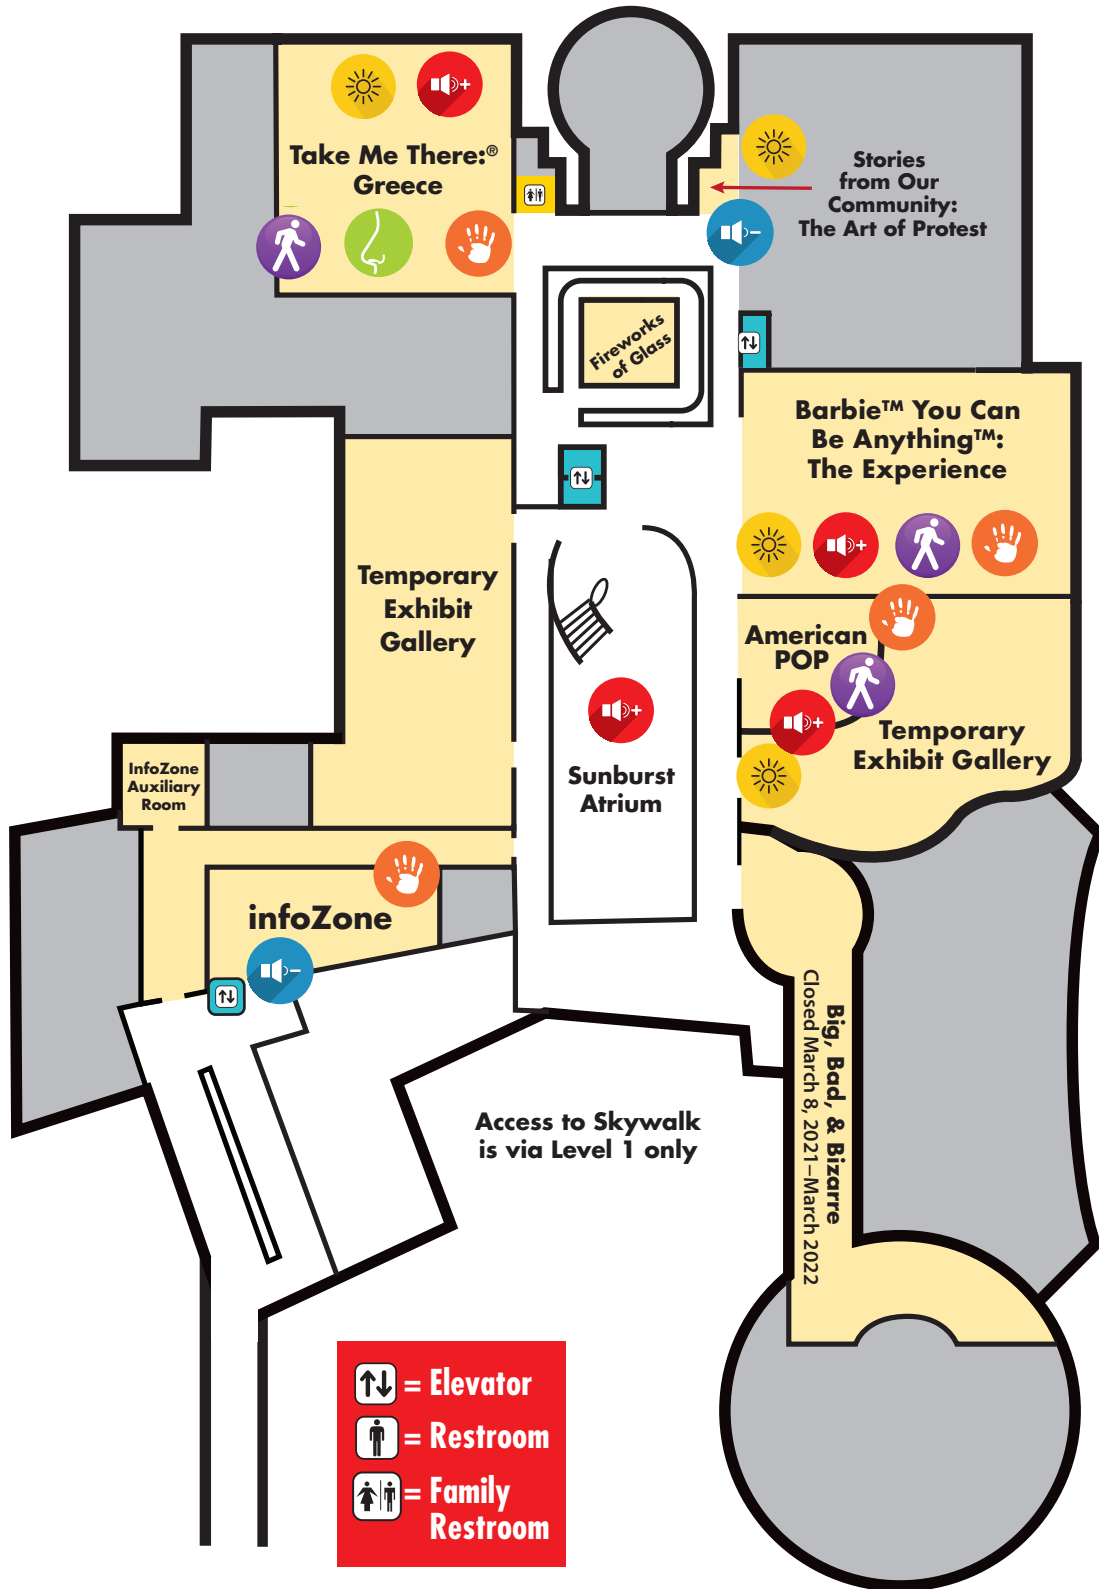 Take Me There:®
Greece
Stories
from Our
Community:
The Art of Protest
Fireworks
of Glass
Barbie™ You Can
Be Anything™:
The Experience
Temporary
Exhibit
Gallery
American
POP
Temporary
Exhibit Gallery
Sunburst
Atrium
InfoZone
Auxiliary
Room
infoZone
Big, Bad, & Bizarre
Closed March 8, 2021–March 2022
Access to Skywalk
is via Level 1 only
= Elevator
= Restroom
= Family
Restroom